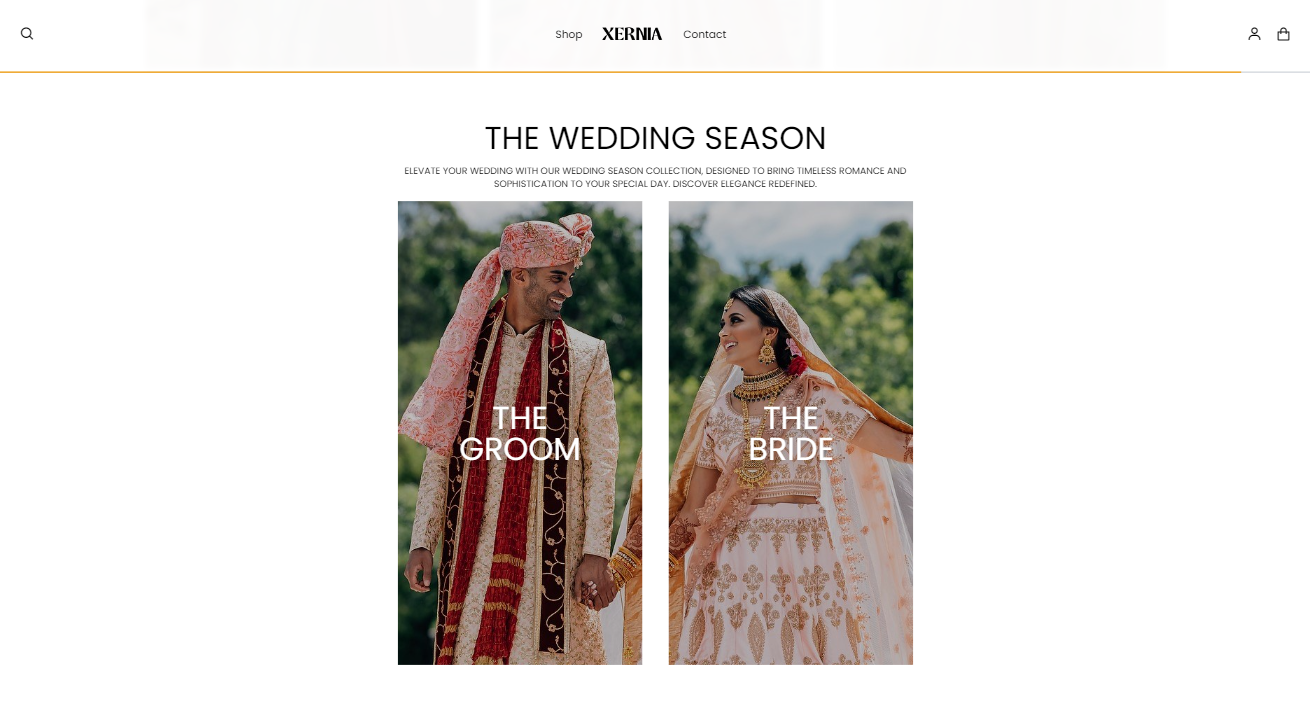 Shop XERNIA Contact
THE WEDDING SEASON
ELEVATE YOUR WEDDING WITH OUR WEDDING SEASON COLLECTION, DESIGNED TO BRING TIMELESS ROMANCE AND
SOPHISTICATION TO YOUR SPECIAL DAY. DISCOVER ELEGANCE REDEFINED.
THE
GROOM
THE
BRIDE